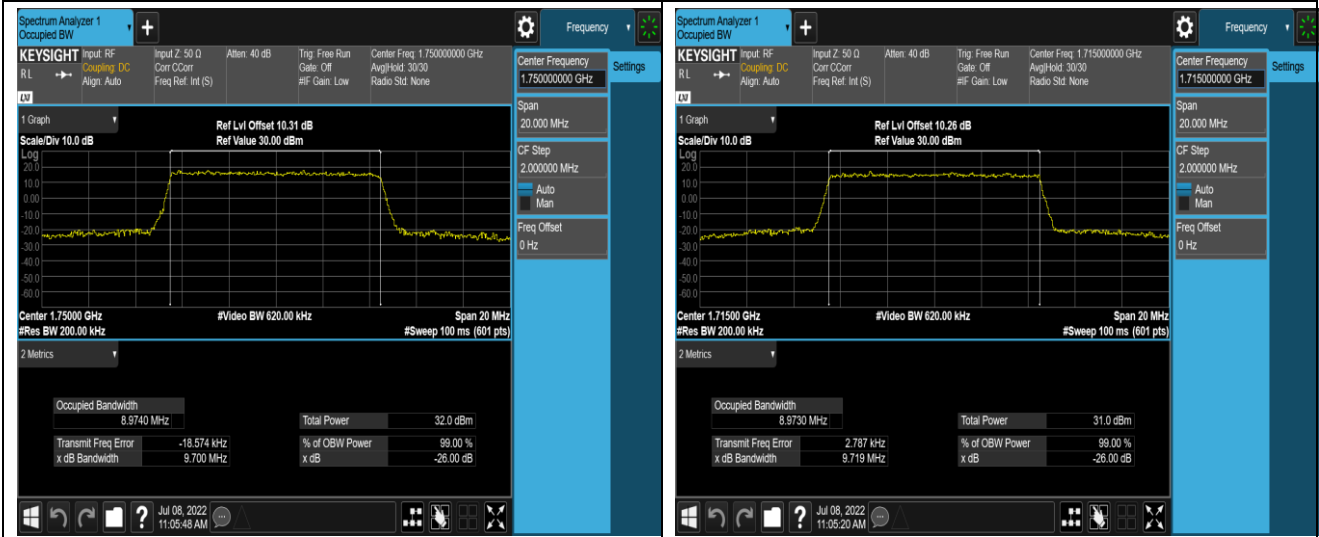 Spectrum Analyzer 1
Occupied BW
Frequency
KEYSIGHT
Input: RF
Input Z: 50 Ω
Atten: 40 dB
Trig: Free Run
Center Freq: 1.750000000 GHz
RL
Coupling: DC
Corr CCorr
Gate: Off
Avg|Hold: 30/30
Align: Auto
Freq Ref: Int (S)
#IF Gain: Low
Radio Std: None
LXI
Center Frequency
1.750000000 GHz
Settings
Span
20.000 MHz
CF Step
2.000000 MHz
Auto
Man
Freq Offset
0 Hz
1 Graph
Ref Lvl Offset 10.31 dB
Scale/Div 10.0 dB
Ref Value 30.00 dBm
Log
20.0
10.0
0.00
-10.0
-20.0
-30.0
-40.0
-50.0
-60.0
Center 1.75000 GHz
#Video BW 620.00 kHz
Span 20 MHz
#Res BW 200.00 kHz
#Sweep 100 ms (601 pts)
2 Metrics
Occupied Bandwidth
8.9740 MHz
Total Power
32.0 dBm
Transmit Freq Error
-18.574 kHz
% of OBW Power
99.00 %
x dB Bandwidth
9.700 MHz
x dB
-26.00 dB
?
Jul 08, 2022
11:05:48 AM
Spectrum Analyzer 1
Occupied BW
Frequency
KEYSIGHT
Input: RF
Input Z: 50 Ω
Atten: 40 dB
Trig: Free Run
Center Freq: 1.715000000 GHz
RL
Coupling: DC
Corr CCorr
Gate: Off
Avg|Hold: 30/30
Align: Auto
Freq Ref: Int (S)
#IF Gain: Low
Radio Std: None
LXI
Center Frequency
1.715000000 GHz
Settings
Span
20.000 MHz
CF Step
2.000000 MHz
Auto
Man
Freq Offset
0 Hz
1 Graph
Ref Lvl Offset 10.26 dB
Scale/Div 10.0 dB
Ref Value 30.00 dBm
Log
20.0
10.0
0.00
-10.0
-20.0
-30.0
-40.0
-50.0
-60.0
Center 1.71500 GHz
#Video BW 620.00 kHz
Span 20 MHz
#Res BW 200.00 kHz
#Sweep 100 ms (601 pts)
2 Metrics
Occupied Bandwidth
8.9730 MHz
Total Power
31.0 dBm
Transmit Freq Error
2.787 kHz
% of OBW Power
99.00 %
x dB Bandwidth
9.719 MHz
x dB
-26.00 dB
?
Jul 08, 2022
11:05:20 AM